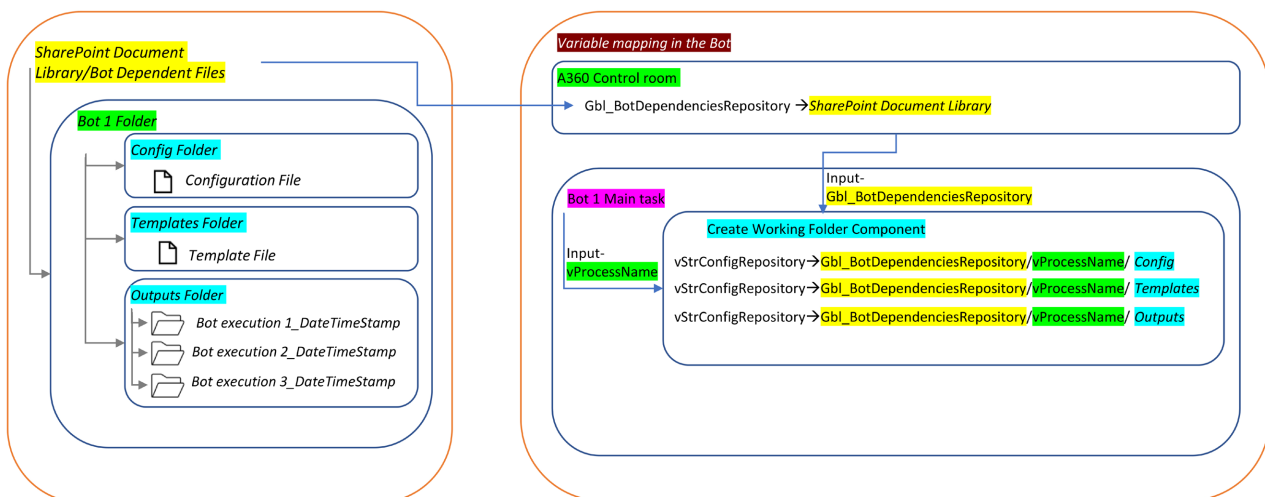 SharePoint Document
Library/Bot Dependent Files
Bot 1 Folder
Config Folder
Configuration File
Templates Folder
Template File
Outputs Folder
Bot execution 1_DateTimeStamp
Bot execution 2_DateTimeStamp
Bot execution 3_DateTimeStamp
Variable mapping in the Bot
A360 Control room
Gbl_BotDependenciesRepository →SharePoint Document Library
Input-
Gbl_BotDependenciesRepository
Bot 1 Main task
Input-
vProcessName
Create Working Folder Component
vStrConfigRepository→Gbl_BotDependenciesRepository/vProcessName/ Config
vStrConfigRepository→Gbl_BotDependenciesRepository/vProcessName/ Templates
vStrConfigRepository→Gbl_BotDependenciesRepository/vProcessName/ Outputs